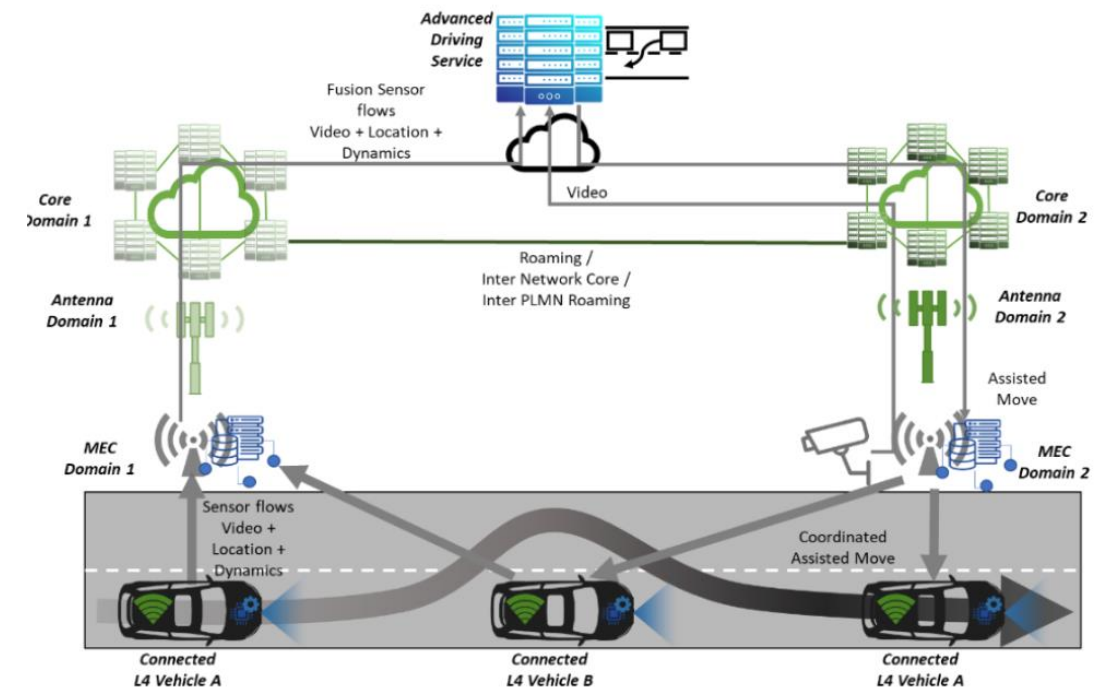 Advanced
Driving
Service
Fusion Sensor
flows
Video + Location +
Dynamics
Video
Core
Domain 1
Core
Domain 2
Roaming /
Inter Network Core /
Inter PLMN Roaming
Antenna
Domain 1
Antenna
Domain 2
Assisted
Move
MEC
Domain 1
MEC
Domain 2
Sensor flows
Video +
Location +
Dynamics
Coordinated
Assisted Move
Connected
L4 Vehicle A
Connected
L4 Vehicle B
Connected
L4 Vehicle A